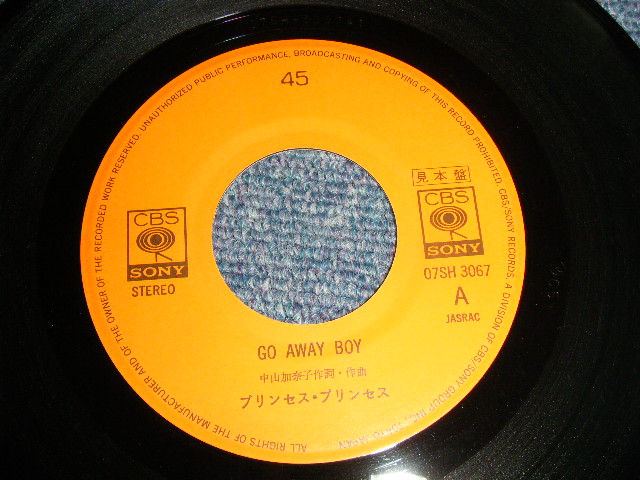 45
ALL RIGHTS OF THE MANUFACTURER AND OF THE OWNER OF THE RECORDED WORK RESERVED. UNAUTHORIZED PUBLIC PERFORMANCE, BROADCASTING AND COPYING OF THIS RECORD PROHIBITED. CBS/SONY RECORDS, A DIVISION OF CBS/SONY GROUP INC.
見本盤
CBS
SONY
STEREO
CBS
SONY
07SH 3067
A
JASRAC
GO AWAY BOY
中山加奈子作詞・作曲
プリンセス・プリンセス